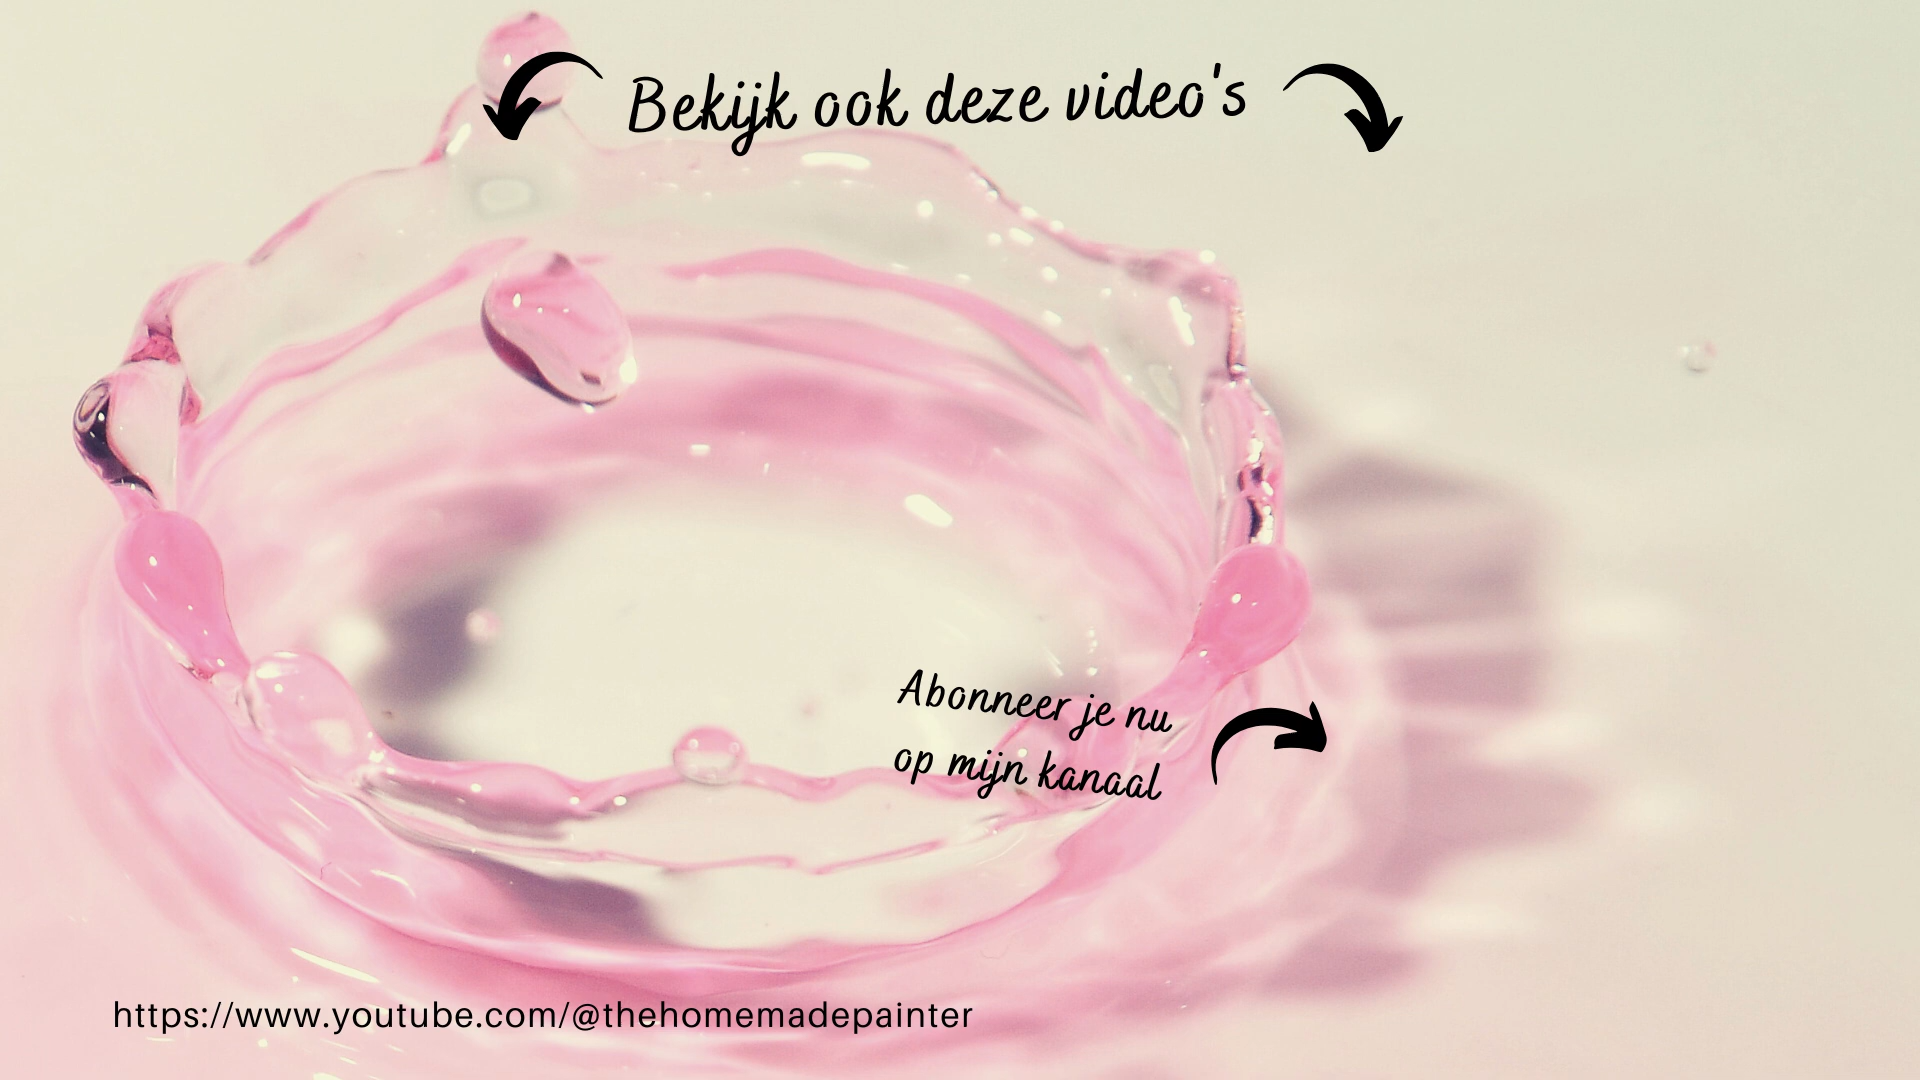 Bekijk ook deze video's
Abonneer je nu
op mijn kanaal
https://www.youtube.com/@thehomemadepainter